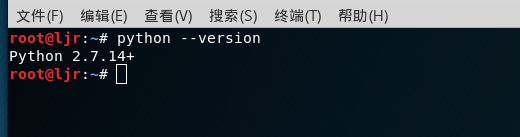 文件(F) 编辑(E) 查看(V) 搜索(S) 终端(T) 帮助(H)
root@ljr:~# python --version
Python 2.7.14+
root@ljr:~#